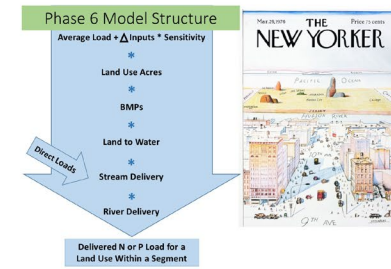 Phase 6 Model Structure
Average Load + Δ Inputs * Sensitivity
*
Land Use Acres
*
BMPs
*
Land to Water
*
Direct Loads
Stream Delivery
*
River Delivery
Delivered N or P Load for a
Land Use Within a Segment
Mar. 29, 1976
THE
Price 75 cents
NEW YORKER
PACIFIC OCEAN
HUDSON RIVER
9TH AVE